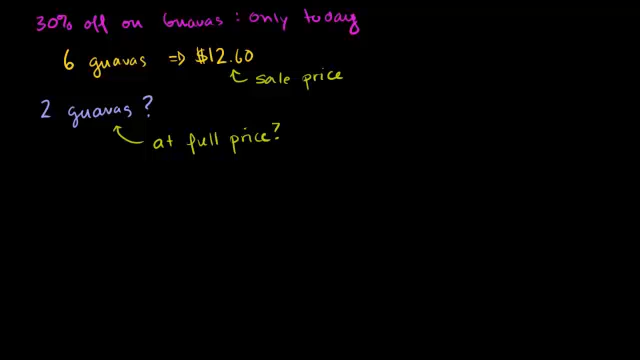 30% off on Guavas: only today
6 guavas ⇒ $12.60
sale price
2 guavas?
at full price?